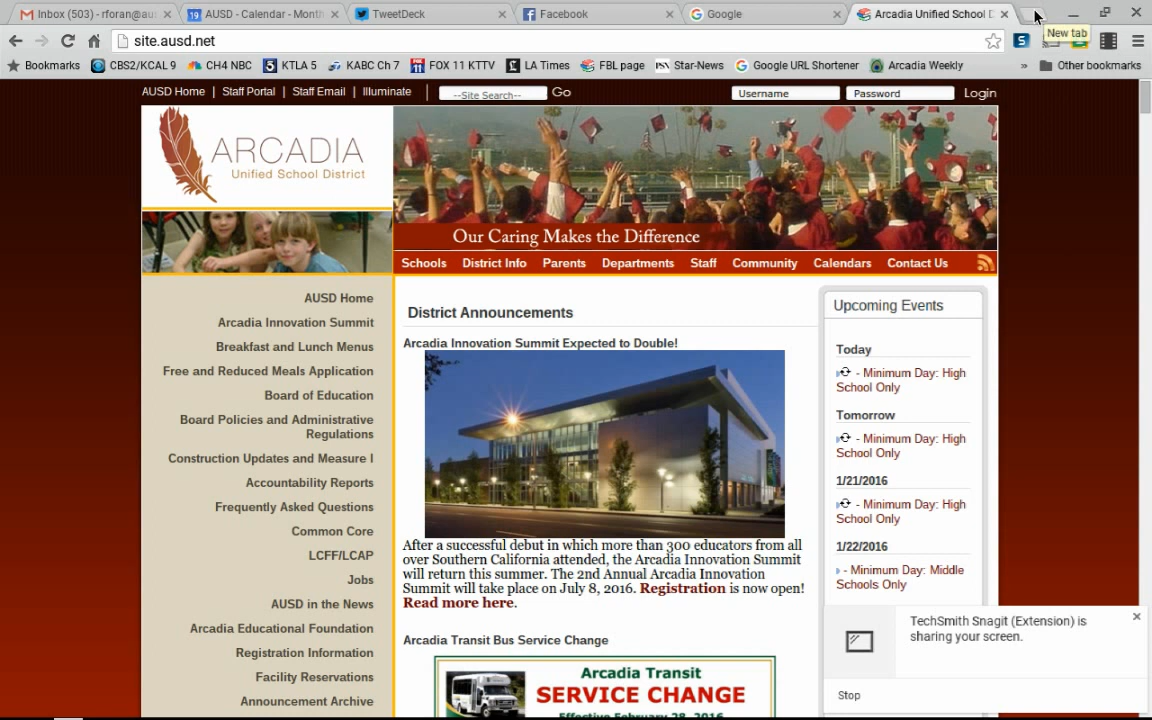 Inbox (503) - rforan@au
AUSD - Calendar - Month
TweetDeck
Facebook
Google
Arcadia Unified School D
New tab
site.ausd.net
Bookmarks
CBS2/KCAL 9
CH4 NBC
KTLA 5
KABC Ch 7
FOX 11 KTTV
LA Times
FBL page
Star-News
Google URL Shortener
Arcadia Weekly
»
Other bookmarks
AUSD Home | Staff Portal | Staff Email | Illuminate
--Site Search--
Go
Username
Password
Login
ARCADIA
Unified School District
Our Caring Makes the Difference
Schools District Info Parents Departments Staff Community Calendars Contact Us
AUSD Home
Arcadia Innovation Summit
Breakfast and Lunch Menus
Free and Reduced Meals Application
Board of Education
Board Policies and Administrative
Regulations
Construction Updates and Measure I
Accountability Reports
Frequently Asked Questions
Common Core
LCFF/LCAP
Jobs
AUSD in the News
Arcadia Educational Foundation
Registration Information
Facility Reservations
Announcement Archive
District Announcements
Arcadia Innovation Summit Expected to Double!
After a successful debut in which more than 300 educators from all
over Southern California attended, the Arcadia Innovation Summit
will return this summer. The 2nd Annual Arcadia Innovation
Summit will take place on July 8, 2016. Registration is now open!
Read more here.
Arcadia Transit Bus Service Change
Arcadia Transit
SERVICE CHANGE
Effective February 28, 2016
Upcoming Events
Today
- Minimum Day: High
School Only
Tomorrow
- Minimum Day: High
School Only
1/21/2016
- Minimum Day: High
School Only
1/22/2016
- Minimum Day: Middle
Schools Only
TechSmith Snagit (Extension) is
sharing your screen.
Stop